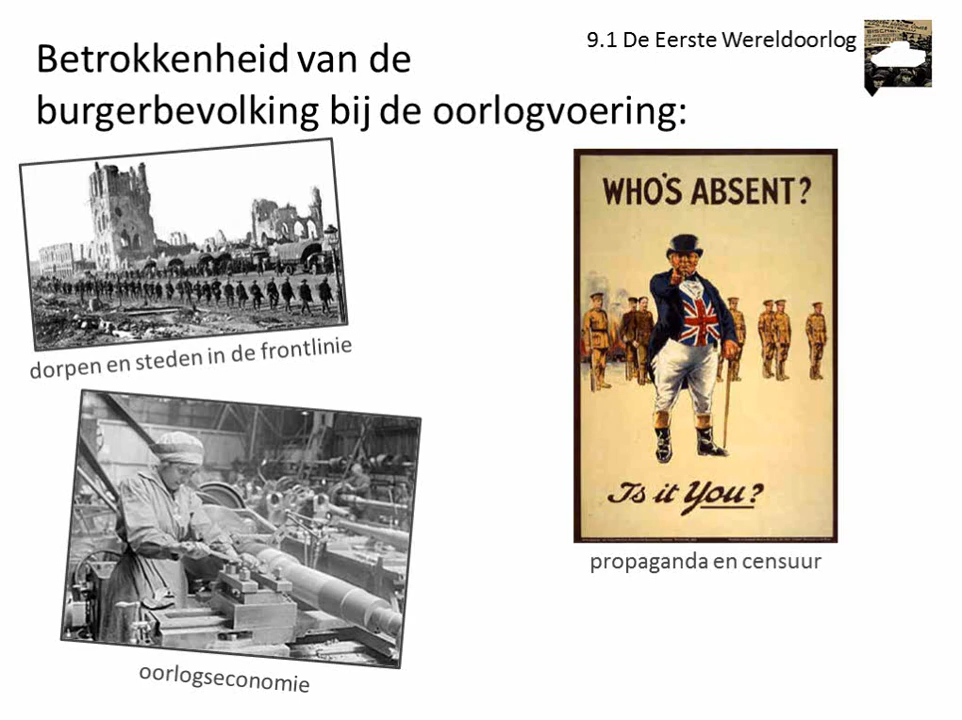 9.1 De Eerste Wereldoorlog
Betrokkenheid van de
burgerbevolking bij de oorlogvoering:
WHO'S ABSENT?
Is it You?
dorpen en steden in de frontlinie
propaganda en censuur
oorlogseconomie